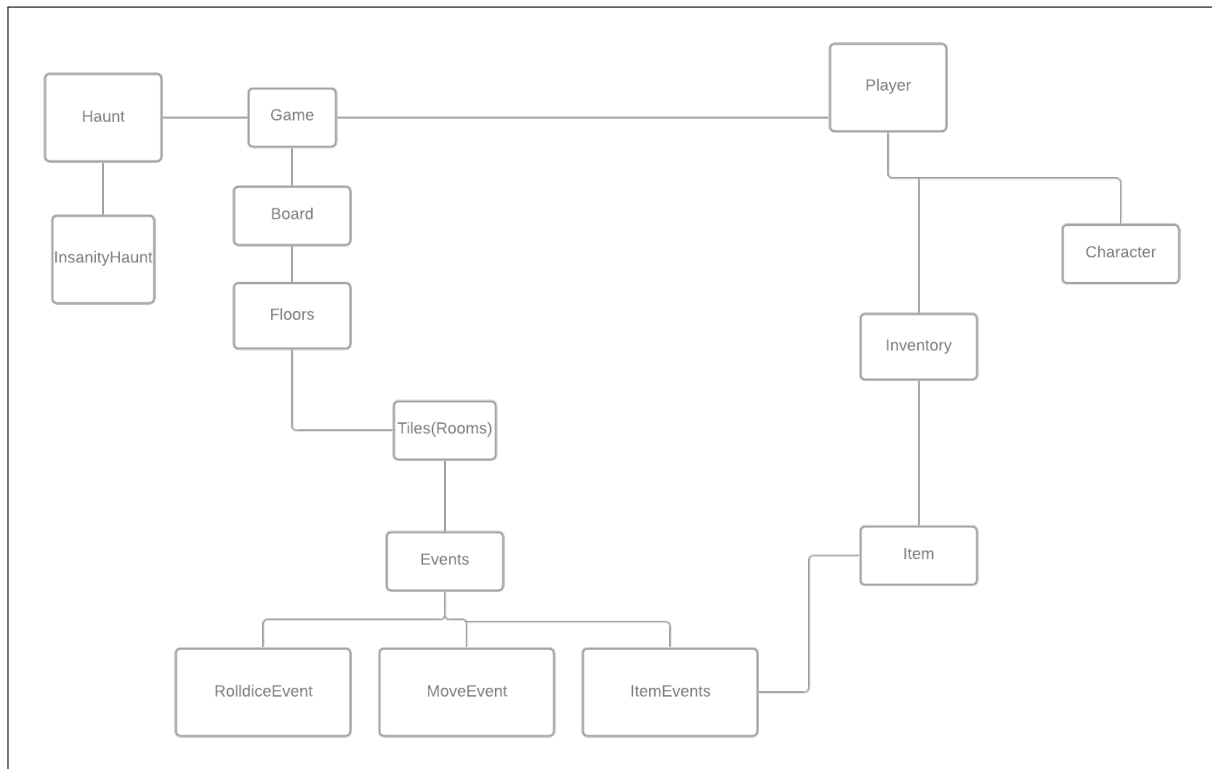 Player
Haunt
Game
Board
InsanityHaunt
Character
Floors
Inventory
Tiles(Rooms)
Item
Events
RolldiceEvent
MoveEvent
ItemEvents